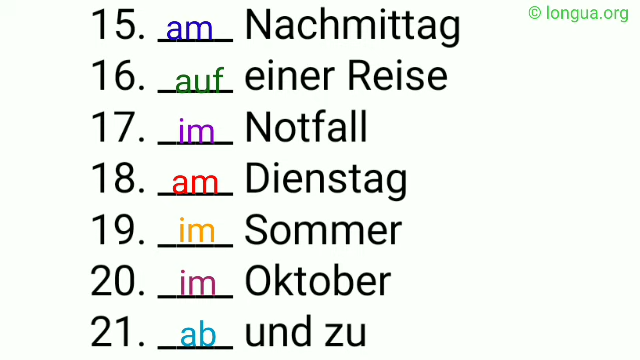 © longua.org
15. am Nachmittag
16. auf einer Reise
17. im Notfall
18. am Dienstag
19. im Sommer
20. im Oktober
21. ab und zu